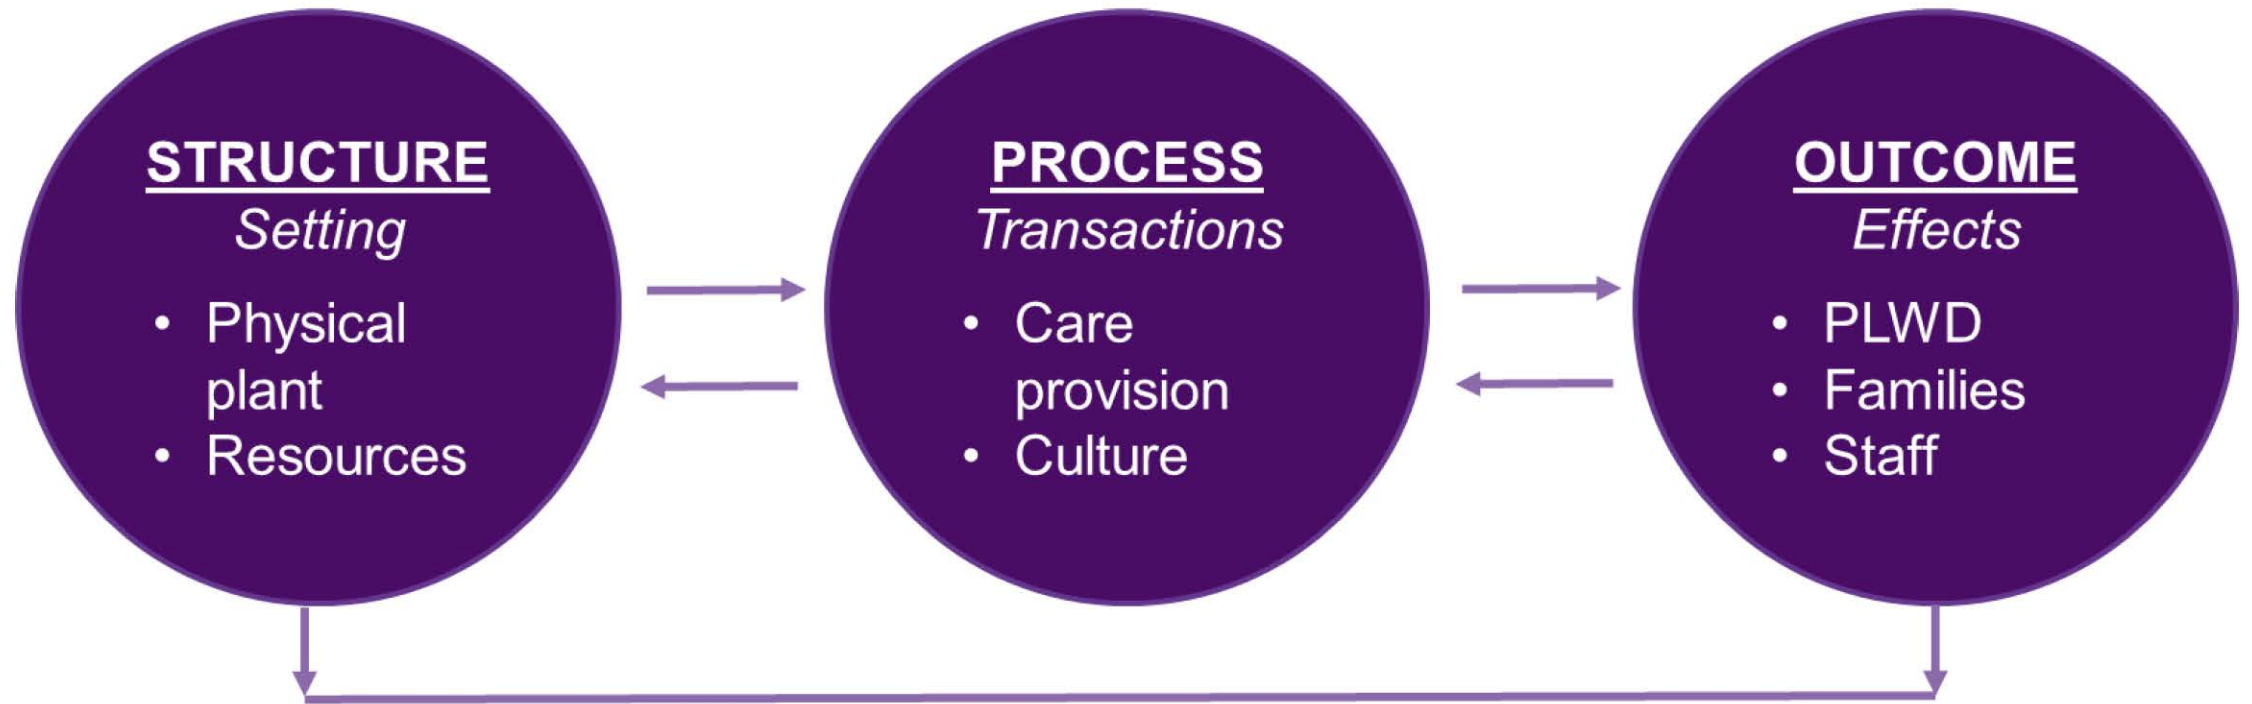 STRUCTURE
Setting
• Physical
plant
• Resources
PROCESS
Transactions
• Care
provision
• Culture
OUTCOME
Effects
• PLWD
• Families
• Staff